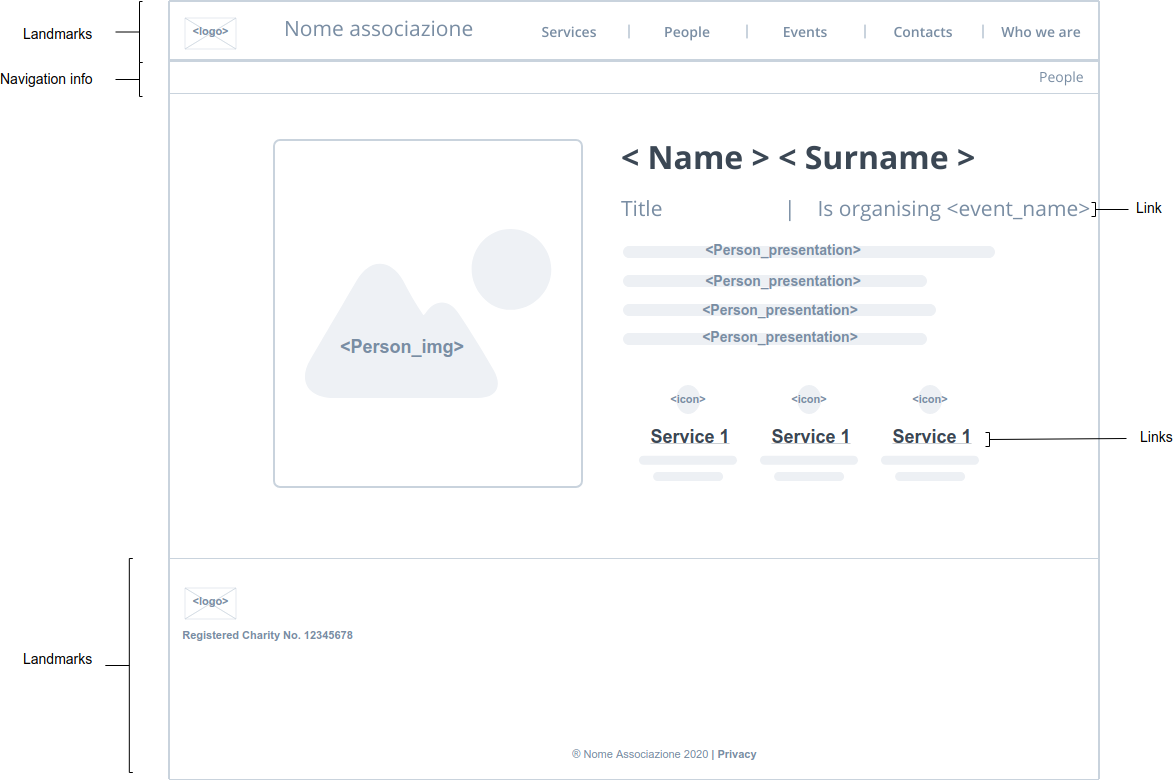 Landmarks
<logo>
Nome associazione
Services | People | Events | Contacts | Who we are
Navigation info
People
< Name > < Surname >
Title | Is organising <event_name>
Link
<Person_presentation>
<Person_presentation>
<Person_presentation>
<Person_presentation>
<Person_img>
<icon> <icon> <icon>
Service 1 Service 1 Service 1
Links
<logo>
Registered Charity No. 12345678
Landmarks
® Nome Associazione 2020 | Privacy